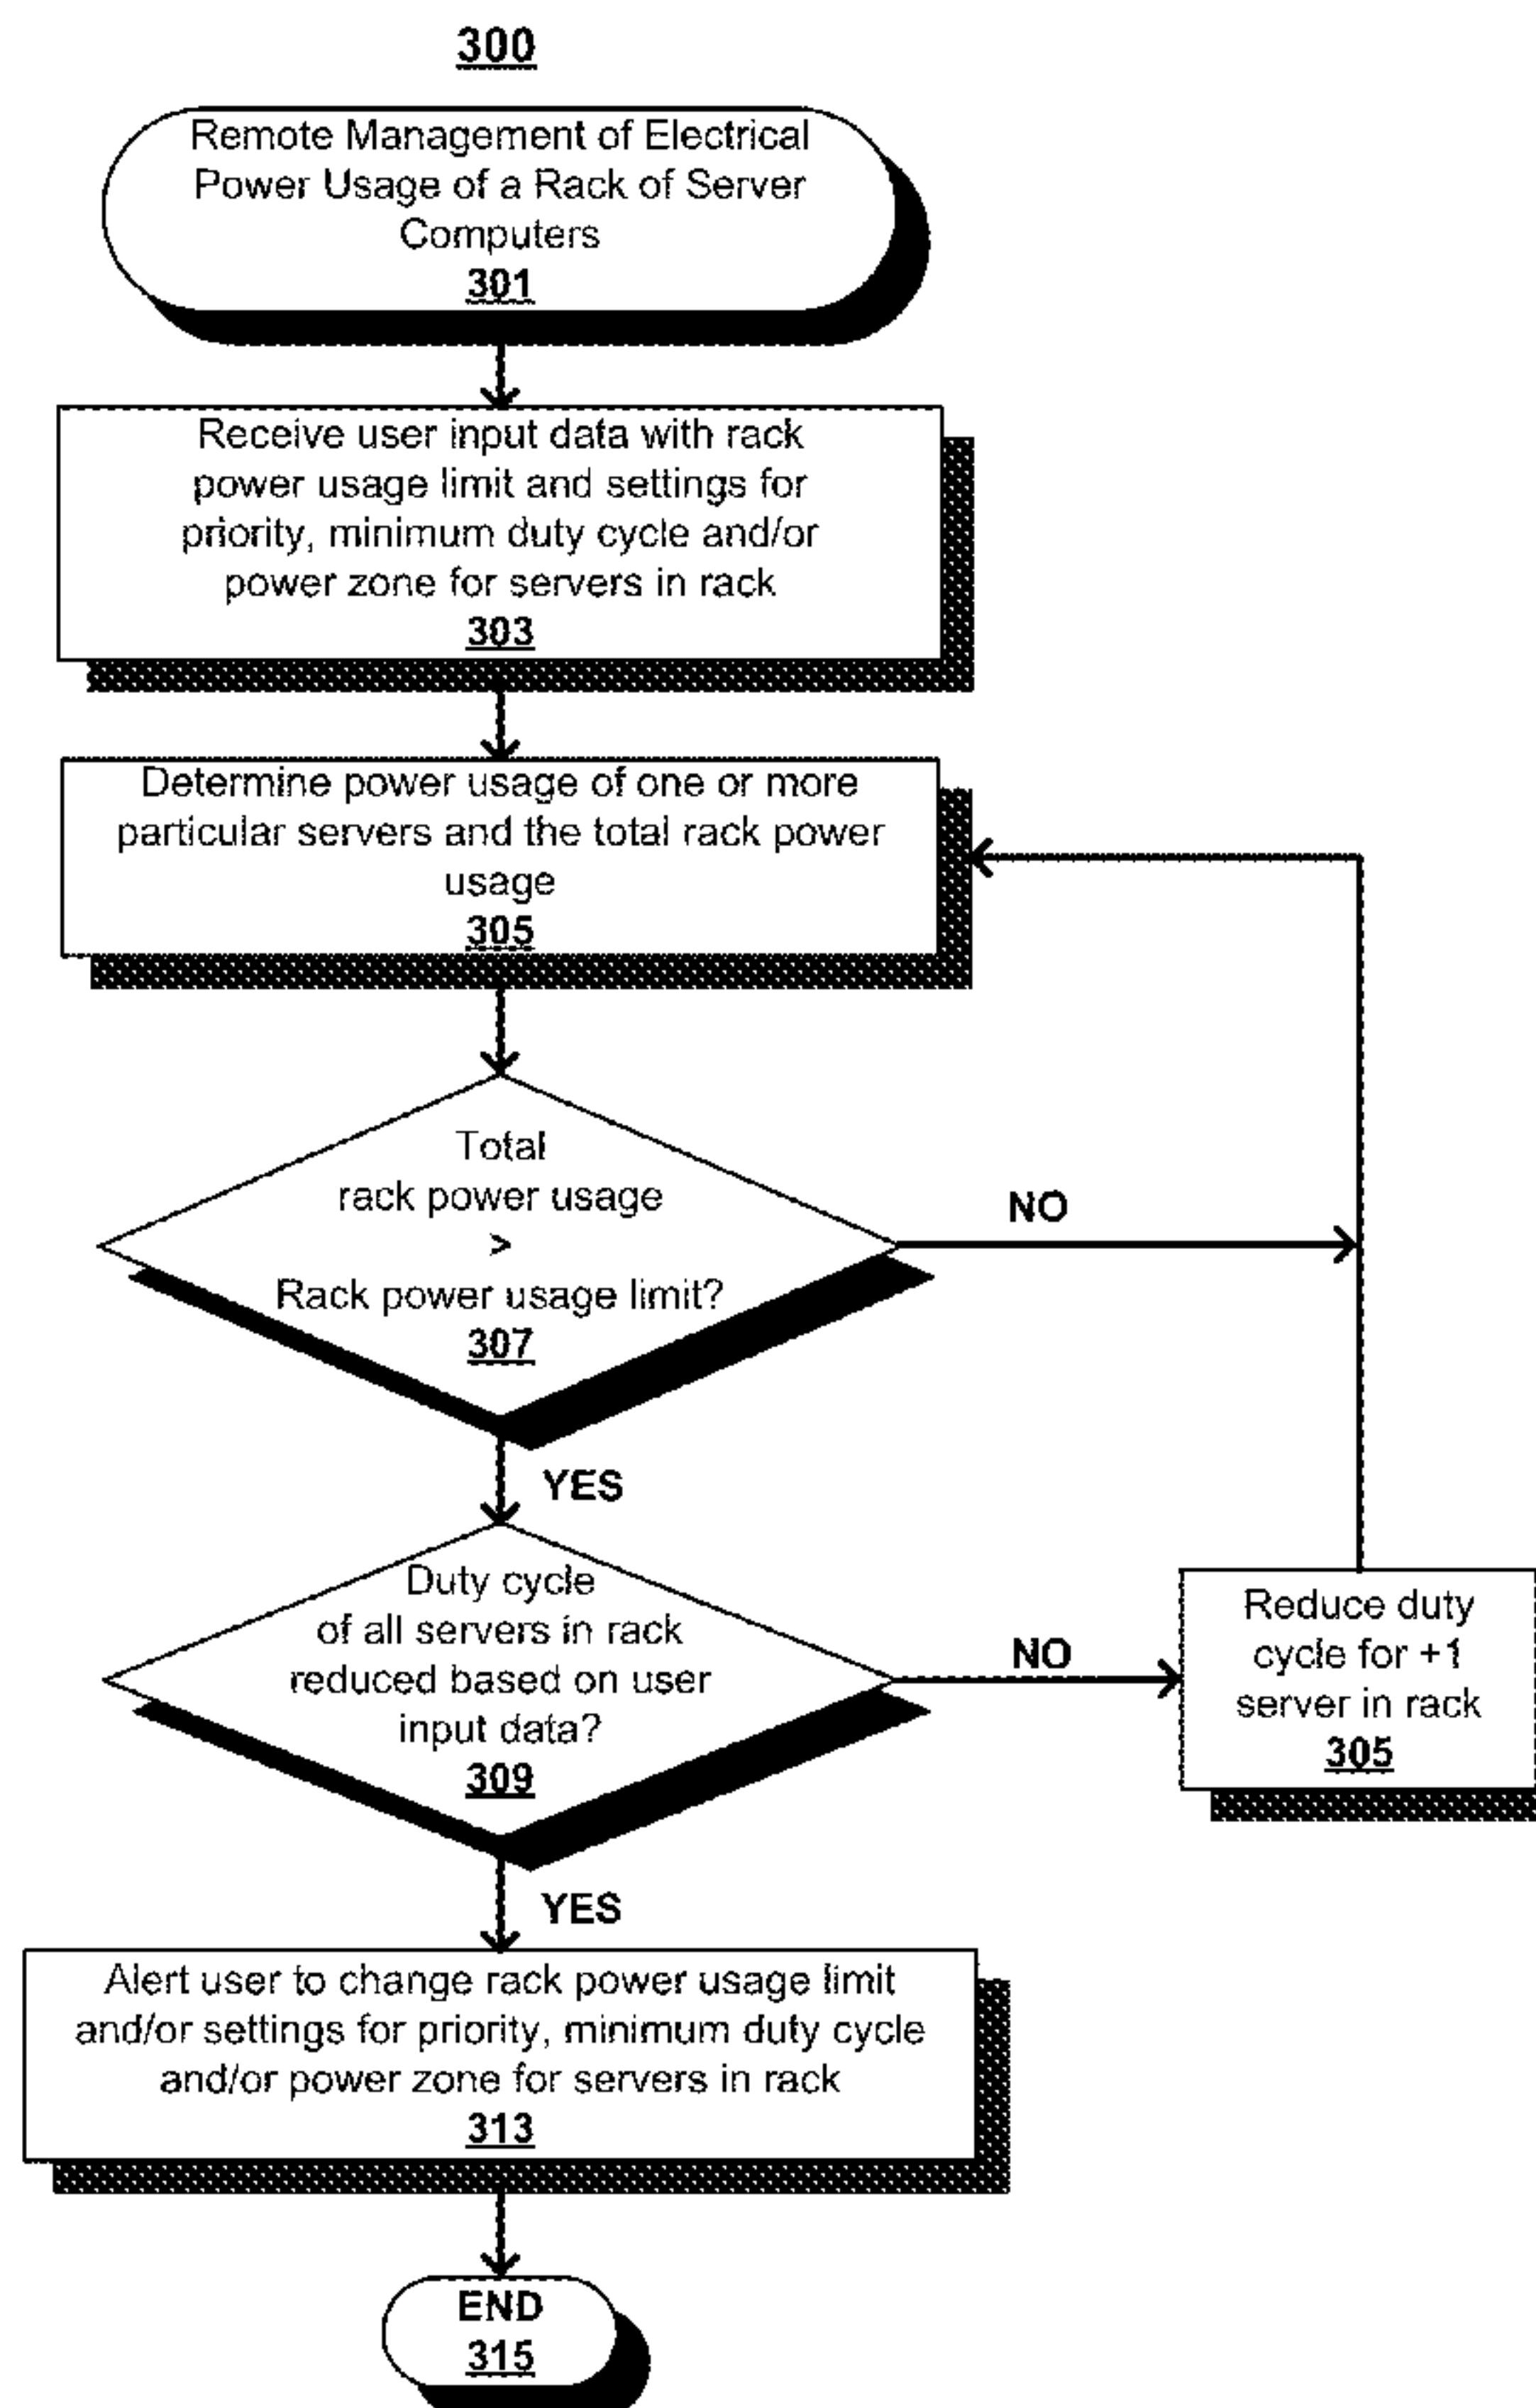 300
Remote Management of Electrical
Power Usage of a Rack of Server
Computers
301
Receive user input data with rack
power usage limit and settings for
priority, minimum duty cycle and/or
power zone for servers in rack
303
Determine power usage of one or more
particular servers and the total rack power
usage
305
Total
rack power usage
>
Rack power usage limit?
307
NO
YES
Duty cycle
of all servers in rack
reduced based on user
input data?
309
NO
Reduce duty
cycle for +1
server in rack
305
YES
Alert user to change rack power usage limit
and/or settings for priority, minimum duty cycle
and/or power zone for servers in rack
313
END
315